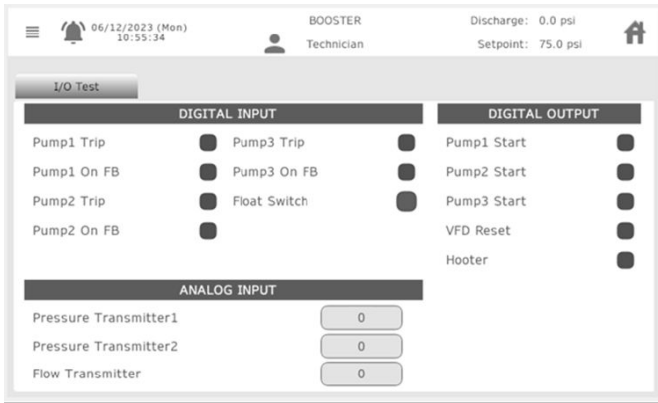 06/12/2023 (Mon)
10:55:34
BOOSTER
Technician
Discharge: 0.0 psi
Setpoint: 75.0 psi
I/O Test
DIGITAL INPUT
Pump1 Trip
Pump3 Trip
Pump1 On FB
Pump3 On FB
Pump2 Trip
Float Switch
Pump2 On FB
DIGITAL OUTPUT
Pump1 Start
Pump2 Start
Pump3 Start
VFD Reset
Hooter
ANALOG INPUT
Pressure Transmitter1 0
Pressure Transmitter2 0
Flow Transmitter 0